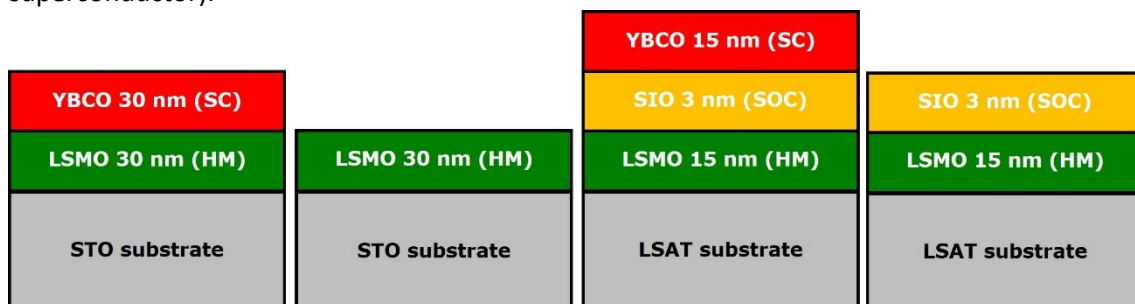 superconductor).
YBCO 30 nm (SC)
LSMO 30 nm (HM)
STO substrate
LSMO 30 nm (HM)
STO substrate
YBCO 15 nm (SC)
SIO 3 nm (SOC)
LSMO 15 nm (HM)
LSAT substrate
SIO 3 nm (SOC)
LSMO 15 nm (HM)
LSAT substrate